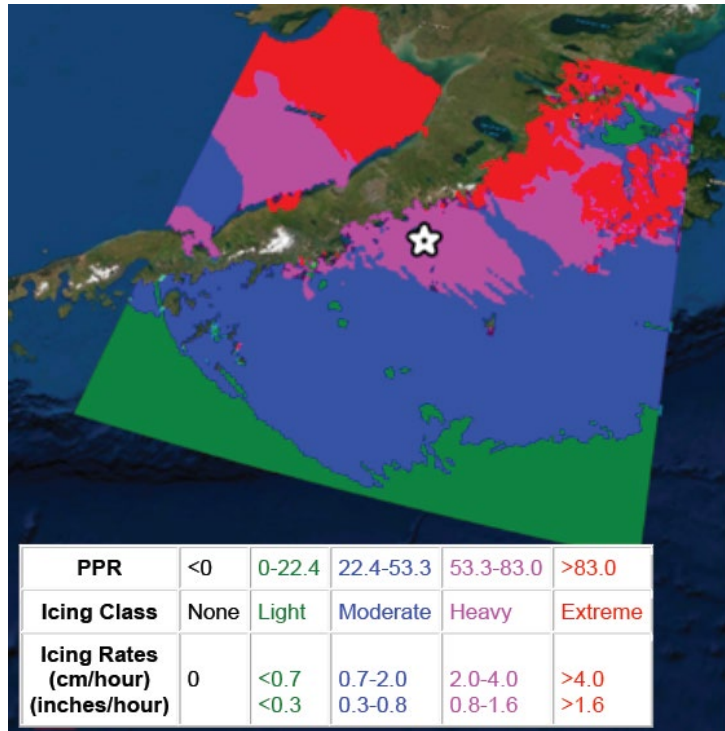 PPR <0 0-22.4 22.4-53.3 53.3-83.0 >83.0
Icing Class None Light Moderate Heavy Extreme
Icing Rates
(cm/hour) 0 <0.7 0.7-2.0 2.0-4.0 >4.0
(inches/hour) <0.3 0.3-0.8 0.8-1.6 >1.6